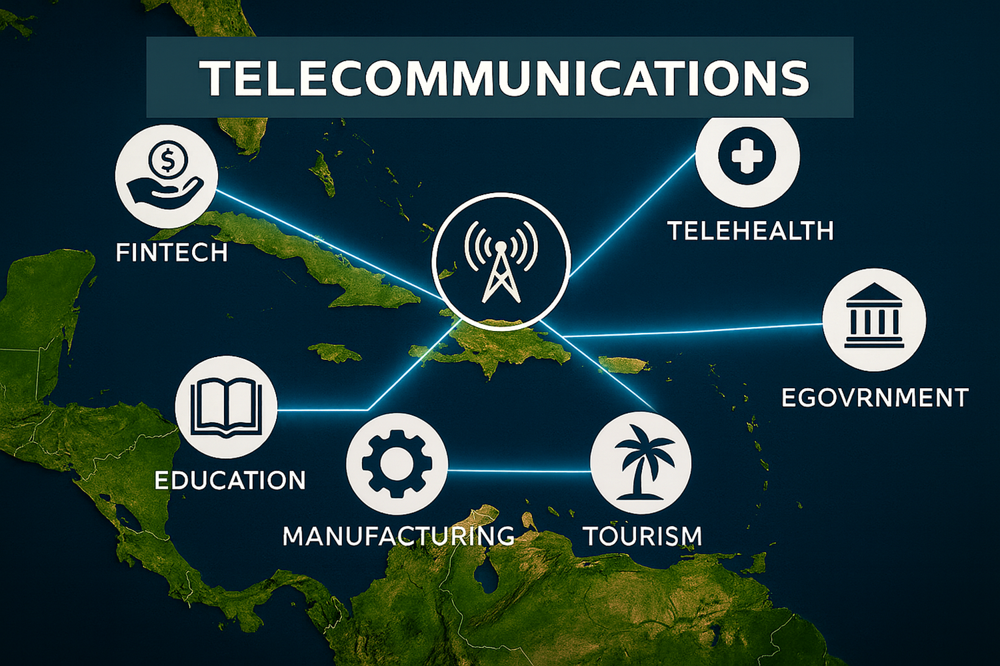 TELECOMMUNICATIONS
$
FINTECH
TELEHEALTH
EGOVRNMENT
EDUCATION
MANUFACTURING
TOURISM